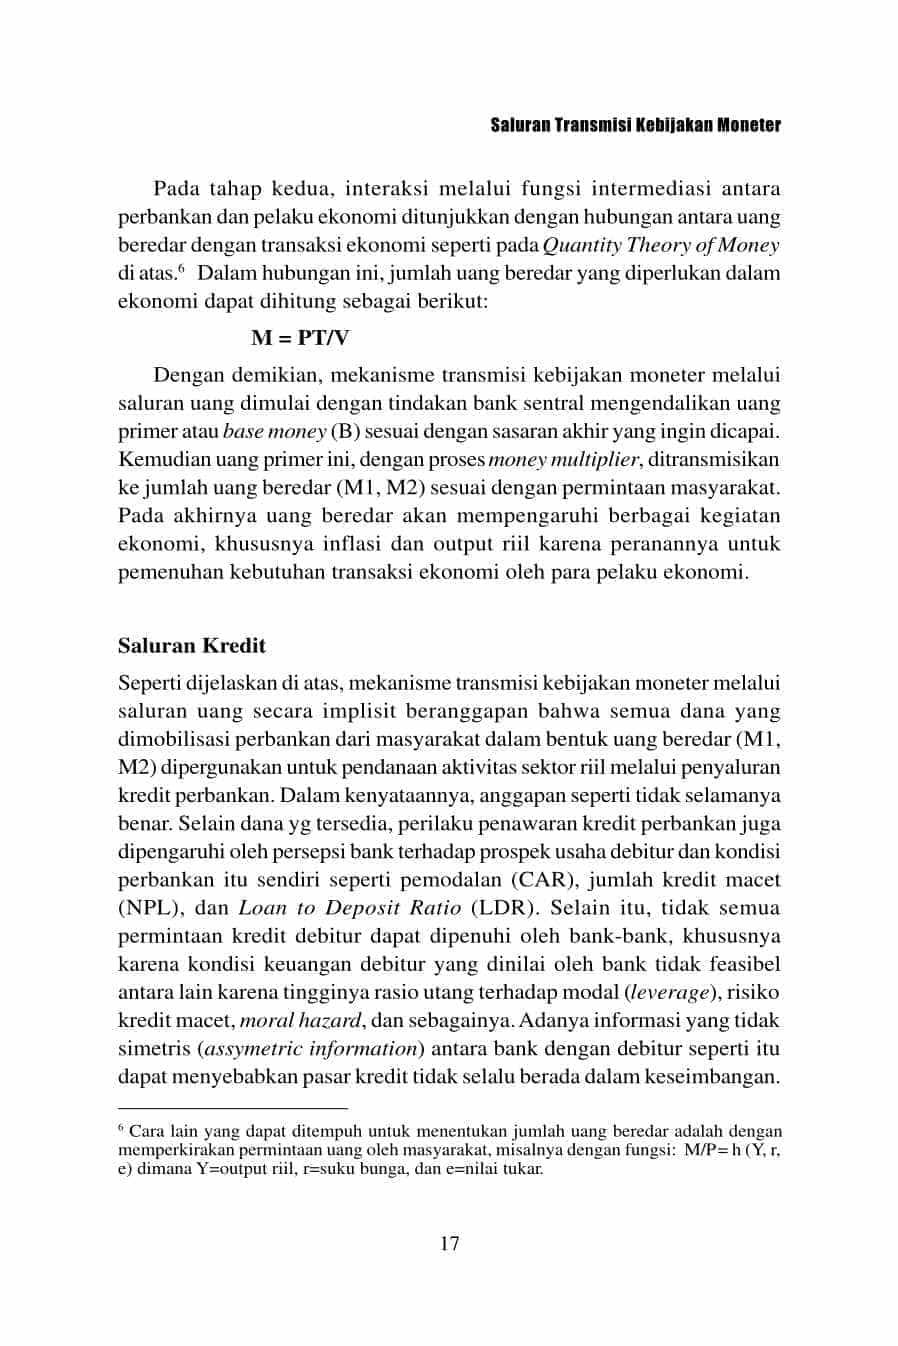 Saluran Transmisi Kebijakan Moneter
Pada tahap kedua, interaksi melalui fungsi intermediasi antara
perbankan dan pelaku ekonomi ditunjukkan dengan hubungan antara uang
beredar dengan transaksi ekonomi seperti pada Quantity Theory of Money
di atas.⁶ Dalam hubungan ini, jumlah uang beredar yang diperlukan dalam
ekonomi dapat dihitung sebagai berikut:
M = PT/V
Dengan demikian, mekanisme transmisi kebijakan moneter melalui
saluran uang dimulai dengan tindakan bank sentral mengendalikan uang
primer atau base money (B) sesuai dengan sasaran akhir yang ingin dicapai.
Kemudian uang primer ini, dengan proses money multiplier, ditransmisikan
ke jumlah uang beredar (M1, M2) sesuai dengan permintaan masyarakat.
Pada akhirnya uang beredar akan mempengaruhi berbagai kegiatan
ekonomi, khususnya inflasi dan output riil karena peranannya untuk
pemenuhan kebutuhan transaksi ekonomi oleh para pelaku ekonomi.
Saluran Kredit
Seperti dijelaskan di atas, mekanisme transmisi kebijakan moneter melalui
saluran uang secara implisit beranggapan bahwa semua dana yang
dimobilisasi perbankan dari masyarakat dalam bentuk uang beredar (M1,
M2) dipergunakan untuk pendanaan aktivitas sektor riil melalui penyaluran
kredit perbankan. Dalam kenyataannya, anggapan seperti tidak selamanya
benar. Selain dana yg tersedia, perilaku penawaran kredit perbankan juga
dipengaruhi oleh persepsi bank terhadap prospek usaha debitur dan kondisi
perbankan itu sendiri seperti pemodalan (CAR), jumlah kredit macet
(NPL), dan Loan to Deposit Ratio (LDR). Selain itu, tidak semua
permintaan kredit debitur dapat dipenuhi oleh bank-bank, khususnya
karena kondisi keuangan debitur yang dinilai oleh bank tidak feasibel
antara lain karena tingginya rasio utang terhadap modal (leverage), risiko
kredit macet, moral hazard, dan sebagainya. Adanya informasi yang tidak
simetris (assymetric information) antara bank dengan debitur seperti itu
dapat menyebabkan pasar kredit tidak selalu berada dalam keseimbangan.
⁶ Cara lain yang dapat ditempuh untuk menentukan jumlah uang beredar adalah dengan
memperkirakan permintaan uang oleh masyarakat, misalnya dengan fungsi: M/P= h (Y, r,
e) dimana Y=output riil, r=suku bunga, dan e=nilai tukar.
17